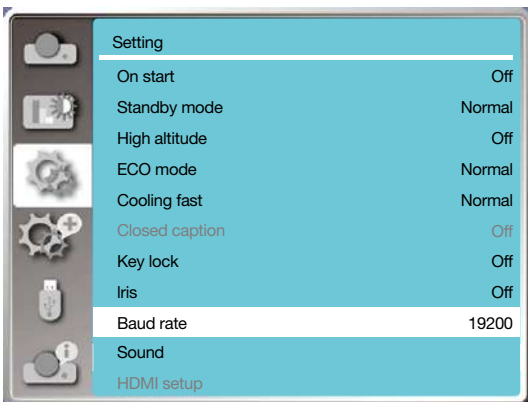 Setting
On start Off
Standby mode Normal
High altitude Off
ECO mode Normal
Cooling fast Normal
Closed caption Off
Key lock Off
Iris Off
Baud rate 19200
Sound
HDMI setup